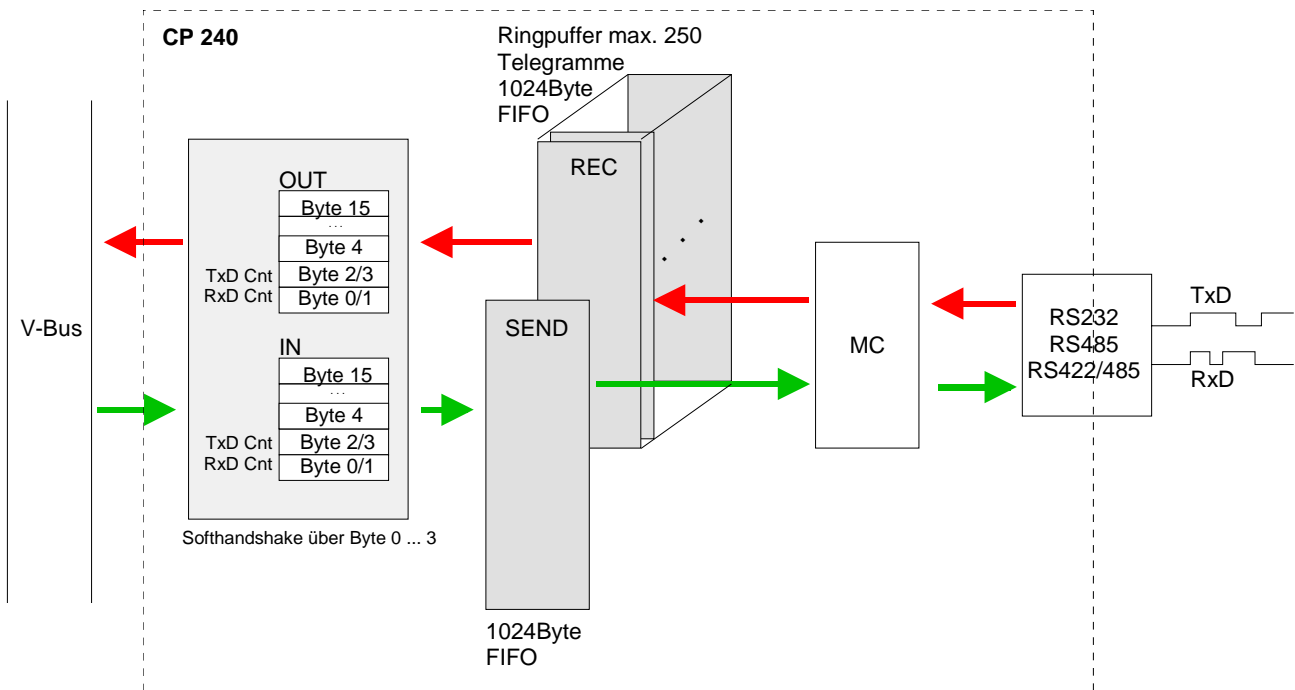 CP 240
Ringpuffer max. 250
Telegramme
1024Byte
FIFO
REC
OUT
Byte 15
...
Byte 4
TxD Cnt Byte 2/3
RxD Cnt Byte 0/1
V-Bus
SEND
MC
RS232
RS485
RS422/485
TxD
RxD
IN
Byte 15
...
Byte 4
TxD Cnt Byte 2/3
RxD Cnt Byte 0/1
Softhandshake über Byte 0 ... 3
1024Byte
FIFO